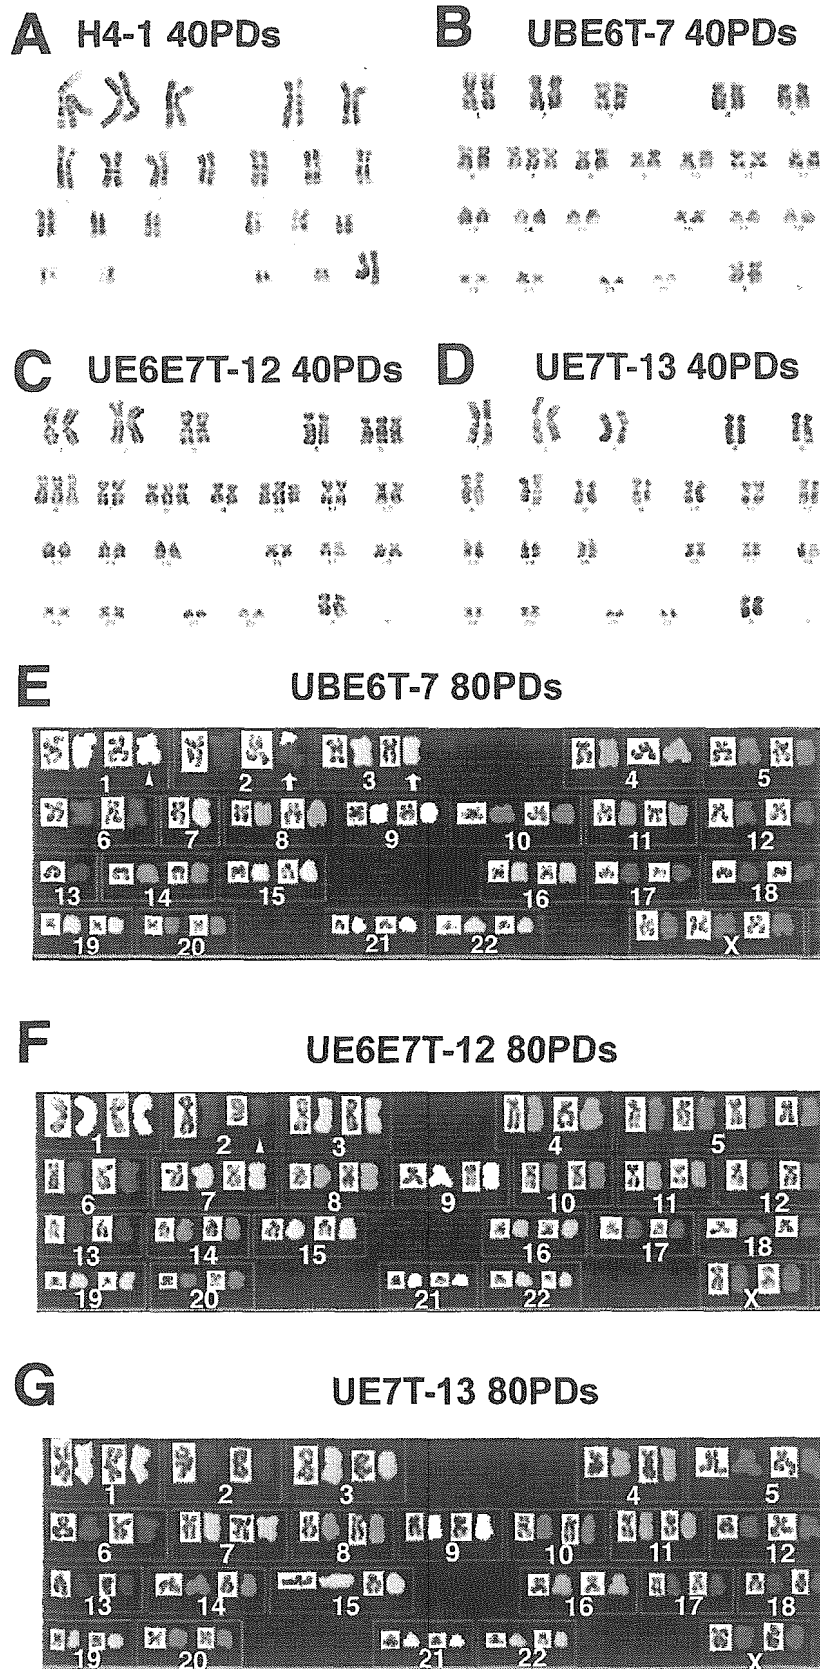 A H4-1 40PDs
B UBE6T-7 40PDs
C UE6E7T-12 40PDs
D UE7T-13 40PDs
E UBE6T-7 80PDs
1 2 3 4 5
6 7 8 9 10 11 12
13 14 15 16 17 18
19 20 21 22 X
F UE6E7T-12 80PDs
1 2 3 4 5
6 7 8 9 10 11 12
13 14 15 16 17 18
19 20 21 22 X
G UE7T-13 80PDs
1 2 3 4 5
6 7 8 9 10 11 12
13 14 15 16 17 18
19 20 21 22 X